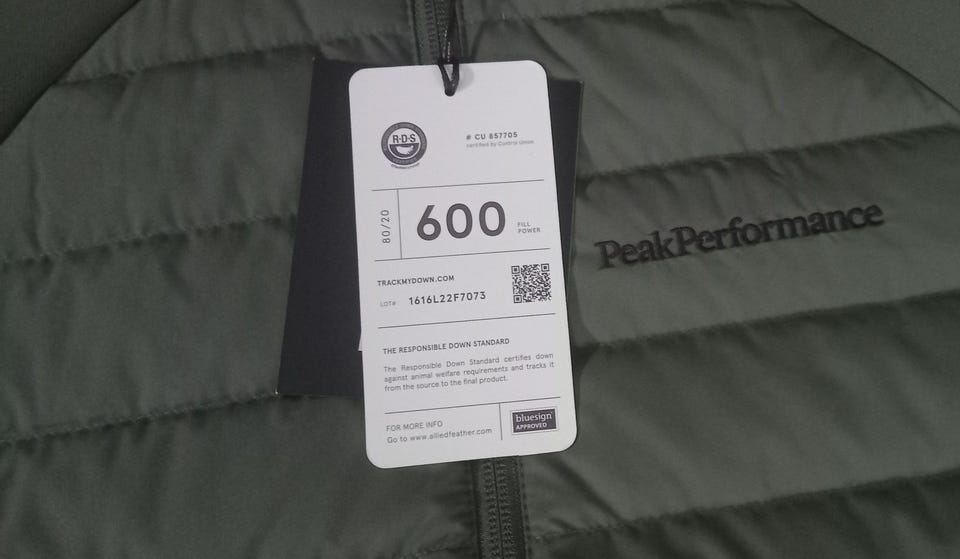 R·D·S
# CU 857705
certified by Control Union
80/20
600
FILL
POWER
TRACKMYDOWN.COM
LOT# 1616L22F7073
THE RESPONSIBLE DOWN STANDARD
The Responsible Down Standard certifies down
against animal welfare requirements and tracks it
from the source to the final product.
FOR MORE INFO
Go to www.alliedfeather.com
bluesign
APPROVED
PeakPerformance